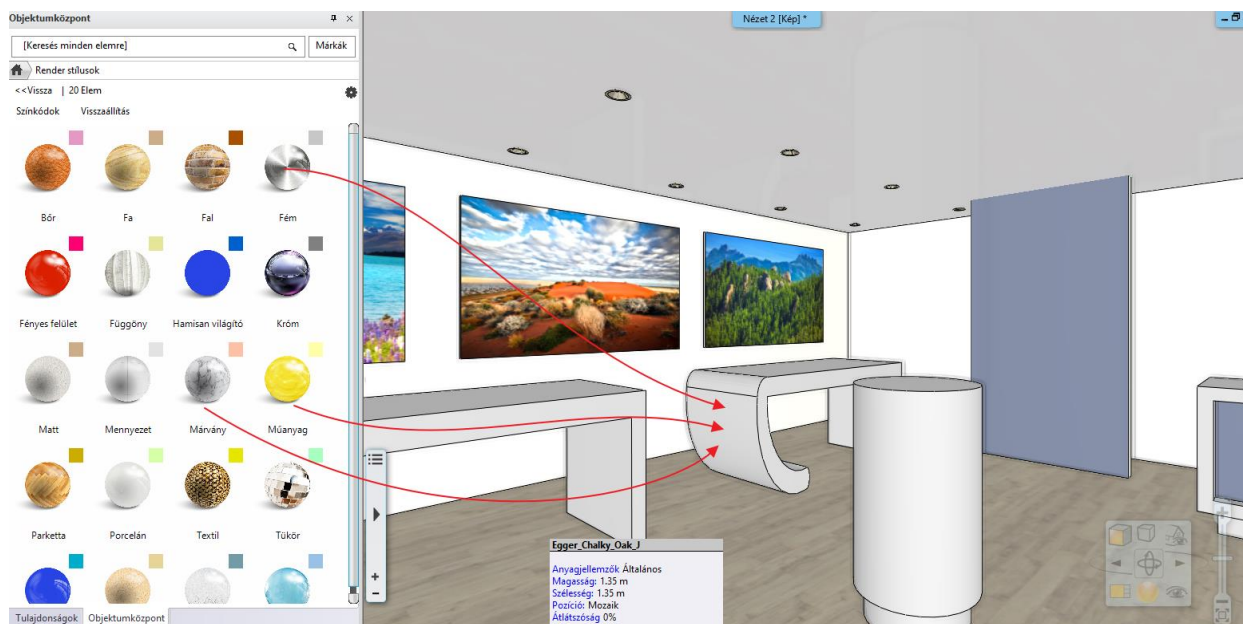 Objektumközpont
[Keresés minden elemre]
Márkák
Render stílusok
<<Vissza | 20 Elem
Színkódok Visszaállítás
Bőr Fa Fal Fém
Fényes felület Függöny Hamisan világító Króm
Matt Mennyezet Márvány Műanyag
Parketta Porcelán Textil Tükör
Tulajdonságok Objektumközpont
Nézet 2 [Kép] *
Egger_Chalky_Oak_J
Anyagjellemzők Általános
Magasság: 1.35 m
Szélesség: 1.35 m
Pozíció: Mozaik
Átlátszóság 0%